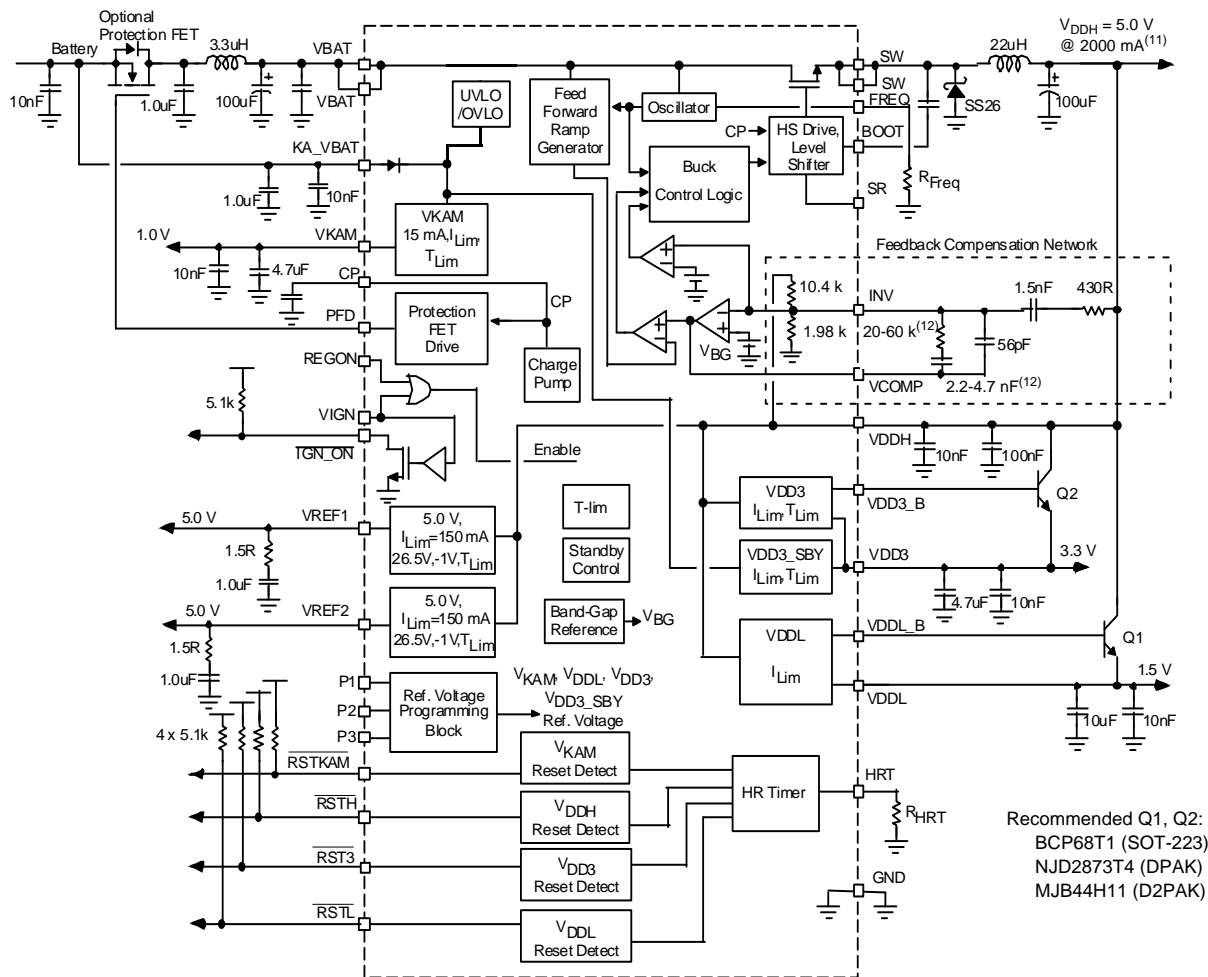 Optional
Protection FET
Battery
3.3uH
VBAT
10nF
1.0uF
100uF
+
VBAT
UVLO
/OVLO
Feed
Forward
Ramp
Generator
Oscillator
SW
SW
FREQ
22uH
V_DDH = 5.0 V
@ 2000 mA(11)
SS26
+
100uF
CP
HS Drive,
Level
Shifter
BOOT
R_Freq
SR
KA_VBAT
1.0uF
10nF
Buck
Control Logic
1.0 V
VKAM
VKAM
15 mA,I_Lim,
T_Lim
10nF
4.7uF
CP
CP
PFD
Protection
FET
Drive
Charge
Pump
+
−
+
−
−
+
V_BG
Feedback Compensation Network
10.4 k
1.98 k
INV
1.5nF
430R
20-60 k(12)
56pF
VCOMP
2.2-4.7 nF(12)
REGON
5.1k
VIGN
IGN_ON
Enable
VDDH
10nF
100nF
VREF1
5.0 V
5.0 V,
I_Lim=150 mA
26.5V,-1V,T_Lim
1.5R
1.0uF
T-lim
Standby
Control
VDD3
I_Lim,T_Lim
VDD3_B
Q2
VDD3_SBY
I_Lim,T_Lim
VDD3
3.3 V
4.7uF
10nF
5.0 V
VREF2
5.0 V,
I_Lim=150 mA
26.5V,-1V,T_Lim
1.5R
1.0uF
Band-Gap
Reference
V_BG
VDDL
I_Lim
VDDL_B
Q1
1.5 V
VDDL
10uF
10nF
P1
P2
P3
Ref. Voltage
Programming
Block
V_KAM, V_DDL, V_DD3,
V_DD3_SBY
Ref. Voltage
4 x 5.1k
RSTKAM
V_KAM
Reset Detect
RSTH
V_DDH
Reset Detect
RST3
V_DD3
Reset Detect
RSTL
V_DDL
Reset Detect
HR Timer
HRT
R_HRT
GND
Recommended Q1, Q2:
BCP68T1 (SOT-223)
NJD2873T4 (DPAK)
MJB44H11 (D2PAK)